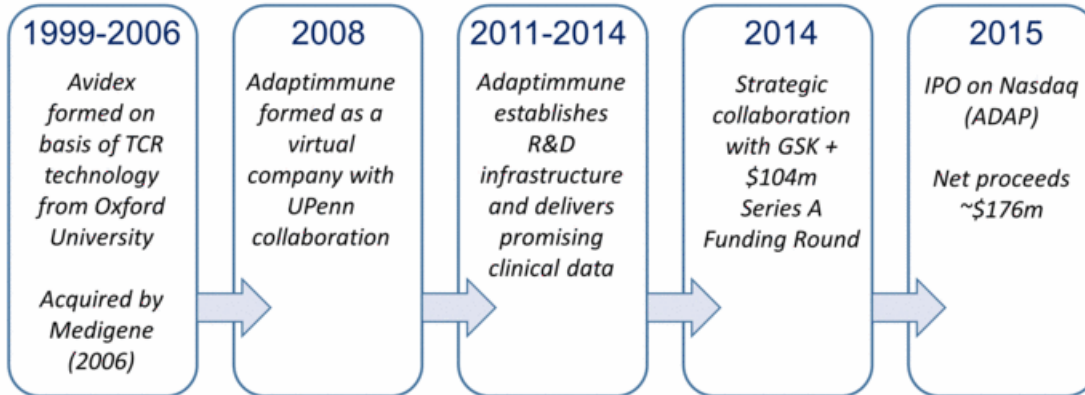 1999-2006
Avidex
formed on
basis of TCR
technology
from Oxford
University
Acquired by
Medigene
(2006)
2008
Adaptimmune
formed as a
virtual
company with
UPenn
collaboration
2011-2014
Adaptimmune
establishes
R&D
infrastructure
and delivers
promising
clinical data
2014
Strategic
collaboration
with GSK +
$104m
Series A
Funding Round
2015
IPO on Nasdaq
(ADAP)
Net proceeds
~$176m